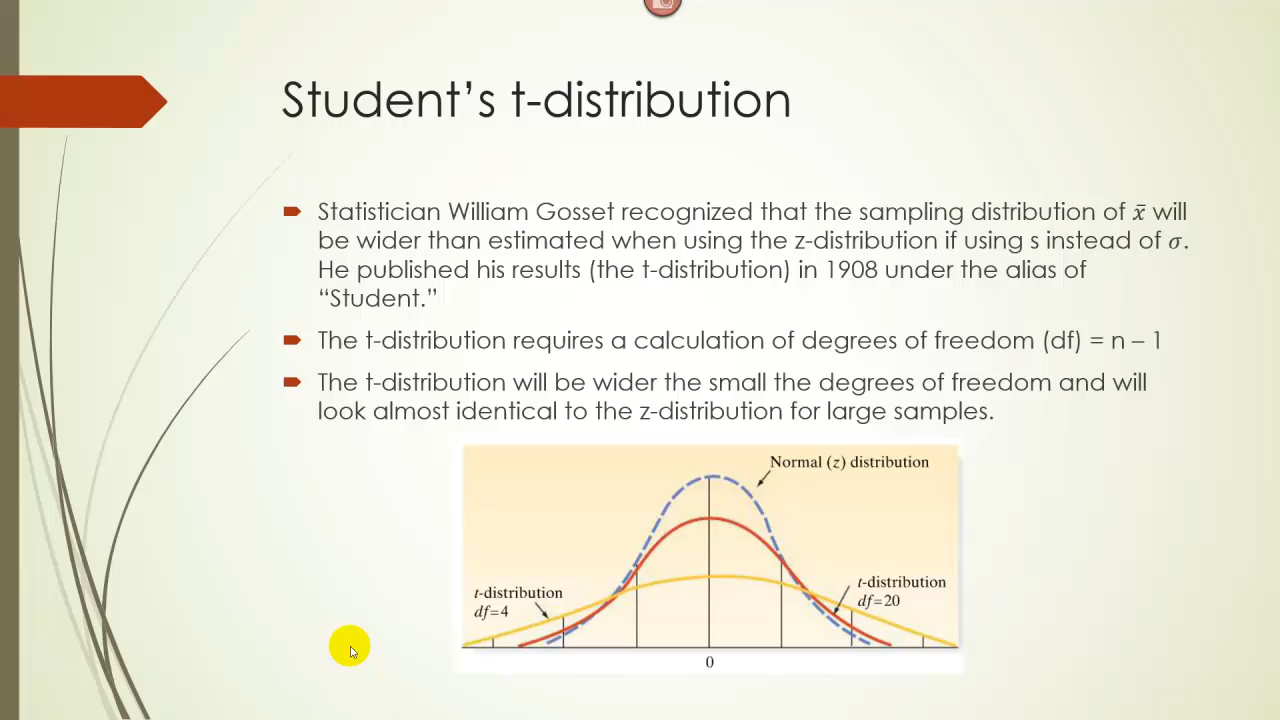 Student’s t-distribution
Statistician William Gosset recognized that the sampling distribution of x̄ will
be wider than estimated when using the z-distribution if using s instead of σ.
He published his results (the t-distribution) in 1908 under the alias of
“Student.”
The t-distribution requires a calculation of degrees of freedom (df) = n – 1
The t-distribution will be wider the small the degrees of freedom and will
look almost identical to the z-distribution for large samples.
Normal (z) distribution
t-distribution
df=4
t-distribution
df=20
0